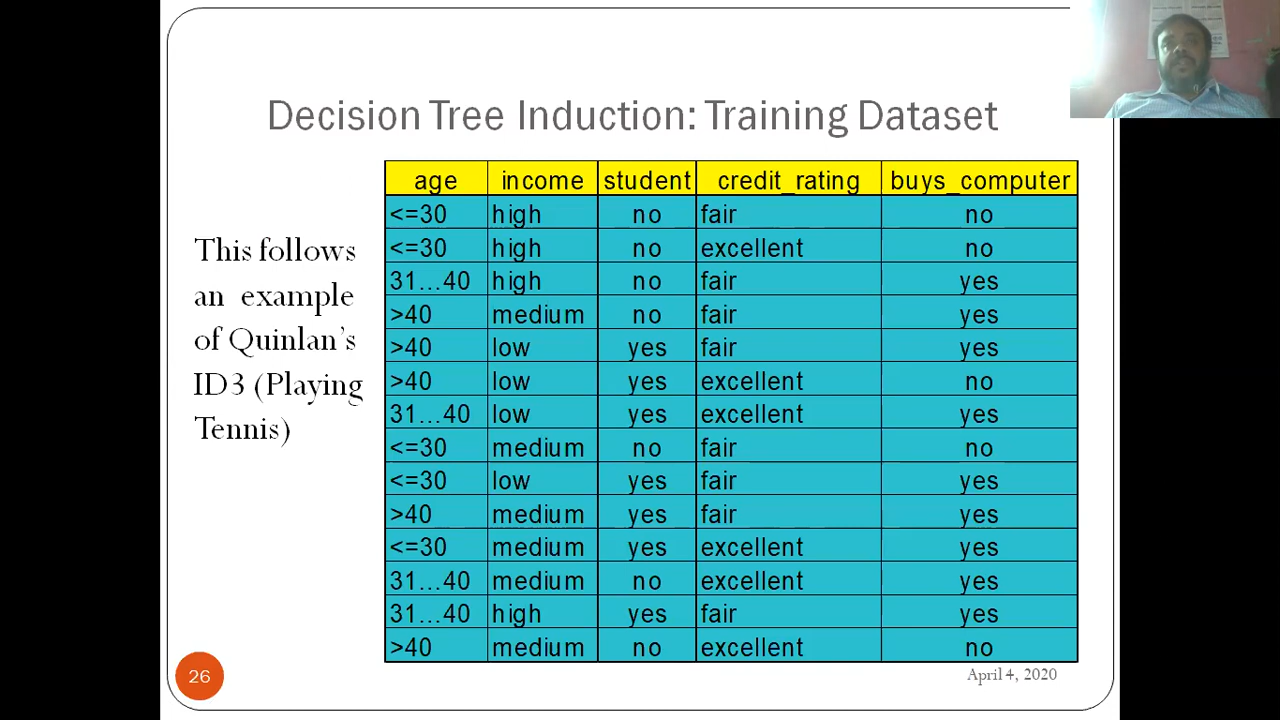 Decision Tree Induction: Training Dataset
This follows
an example
of Quinlan's
ID3 (Playing
Tennis)
age income student credit_rating buys_computer
<=30 high no fair no
<=30 high no excellent no
31…40 high no fair yes
>40 medium no fair yes
>40 low yes fair yes
>40 low yes excellent no
31…40 low yes excellent yes
<=30 medium no fair no
<=30 low yes fair yes
>40 medium yes fair yes
<=30 medium yes excellent yes
31…40 medium no excellent yes
31…40 high yes fair yes
>40 medium no excellent no
26
April 4, 2020